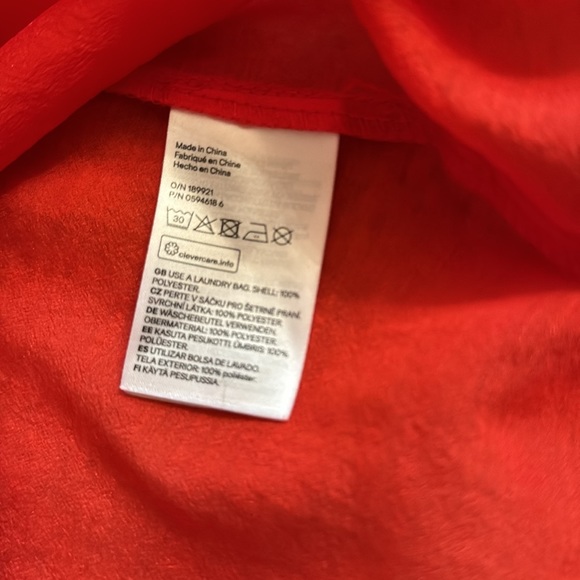 Made in China
Fabriqué en Chine
Hecho en China
O/N 189921
P/N 0594618 6
30
clevercare.info
GB USE A LAUNDRY BAG. SHELL: 100%
POLYESTER.
CZ PERTE V SÁČKU PRO ŠETRNÉ PRANÍ.
SVRCHNÍ LÁTKA: 100% POLYESTER.
DE WÄSCHEBEUTEL VERWENDEN.
OBERMATERIAL: 100% POLYESTER.
EE KASUTA PESUKOTTI. ÜMBRIS: 100%
POLÜESTER.
ES UTILIZAR BOLSA DE LAVADO.
TELA EXTERIOR: 100% poliéster.
FI KÄYTÄ PESUPUSSIA.